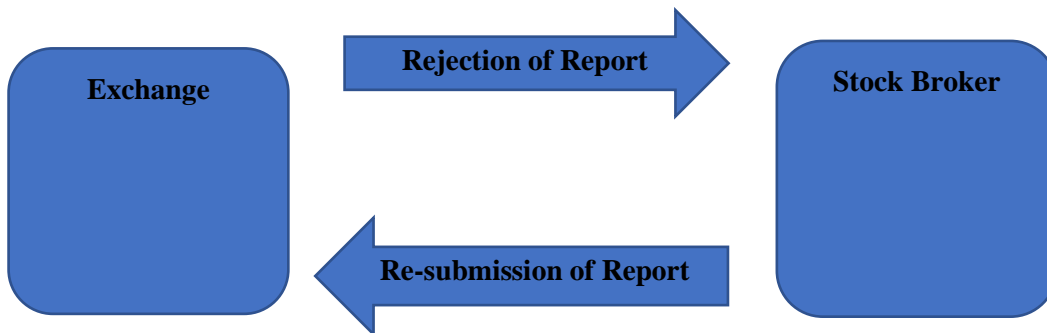 Exchange
Rejection of Report
Stock Broker
Re-submission of Report